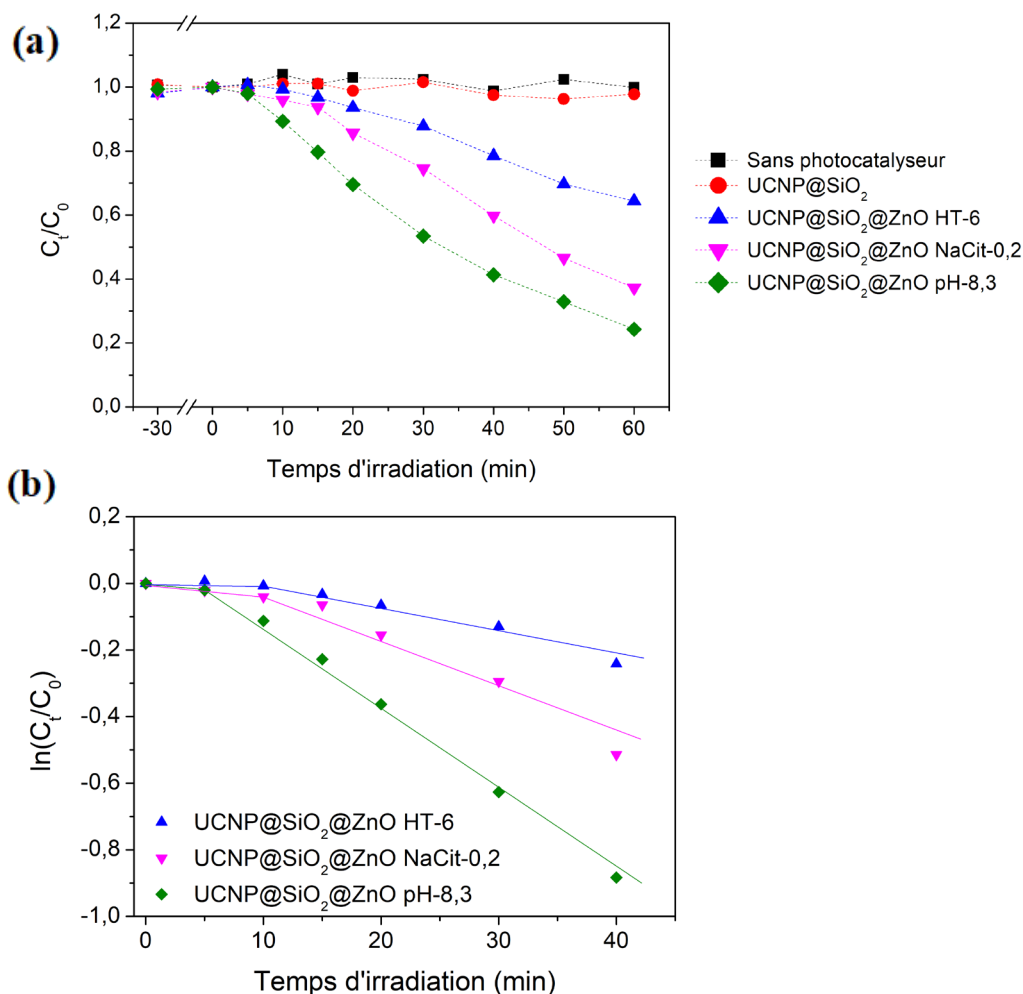 (a)
1,2
1,0
0,8
0,6
0,4
0,2
0,0
Cₜ/C₀
-30 0 10 20 30 40 50 60
Temps d'irradiation (min)
Sans photocatalyseur
UCNP@SiO₂
UCNP@SiO₂@ZnO HT-6
UCNP@SiO₂@ZnO NaCit-0,2
UCNP@SiO₂@ZnO pH-8,3
(b)
0,2
0,0
-0,2
-0,4
-0,6
-0,8
-1,0
ln(Cₜ/C₀)
UCNP@SiO₂@ZnO HT-6
UCNP@SiO₂@ZnO NaCit-0,2
UCNP@SiO₂@ZnO pH-8,3
0 10 20 30 40
Temps d'irradiation (min)